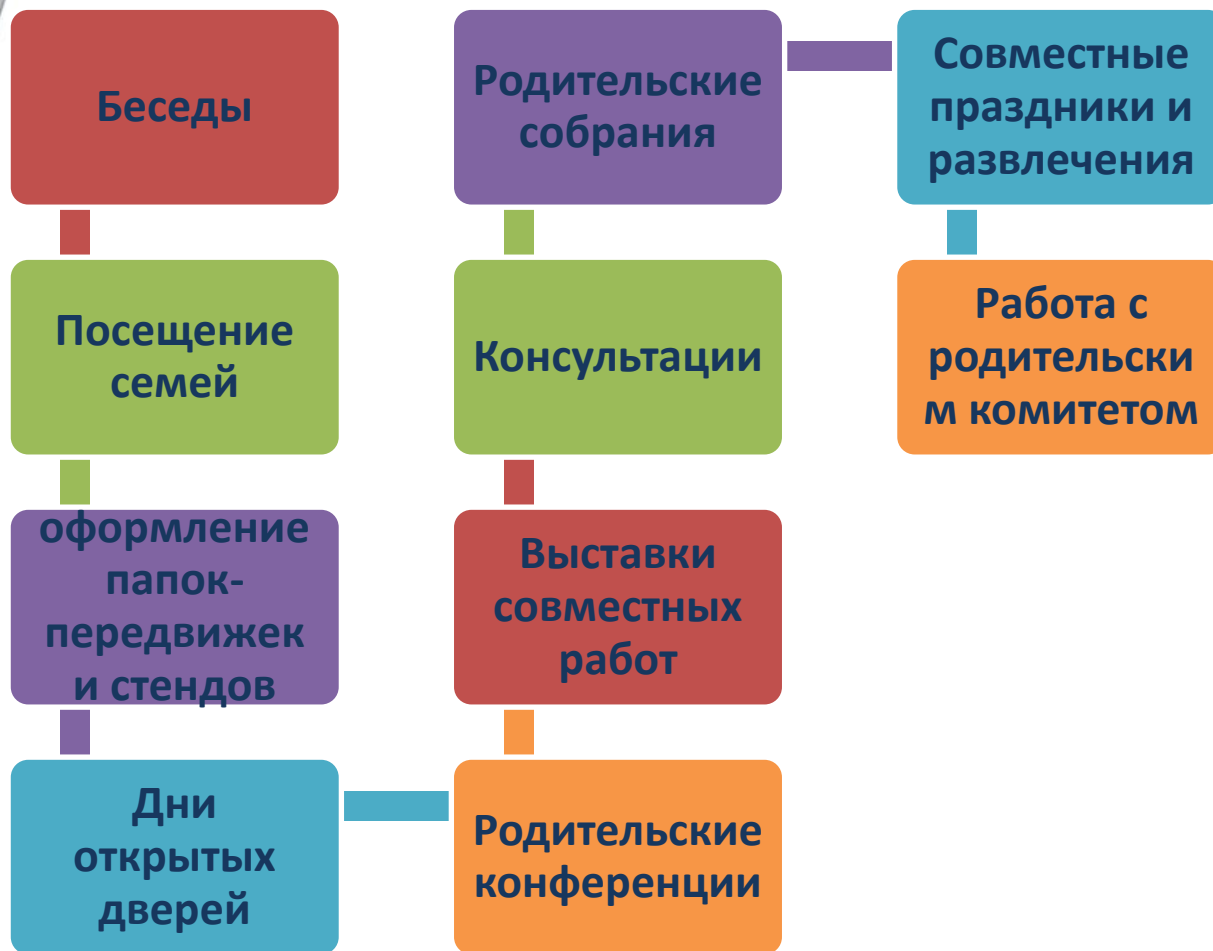 Беседы
Посещение
семей
оформление
папок-
передвижек
и стендов
Дни
открытых
дверей
Родительские
конференции
Выставки
совместных
работ
Консультации
Родительские
собрания
Совместные
праздники и
развлечения
Работа с
родительски
м комитетом